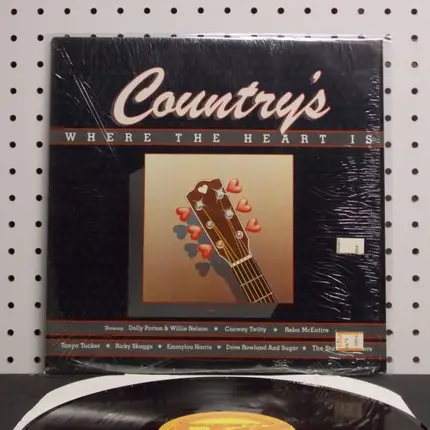 Country's
WHERE THE HEART IS
Starring Dolly Parton & Willie Nelson ★ Conway Twitty ★ Reba McEntire
Tanya Tucker ★ Ricky Skaggs ★ Emmylou Harris ★ Dave Rowland And Sugar ★ The